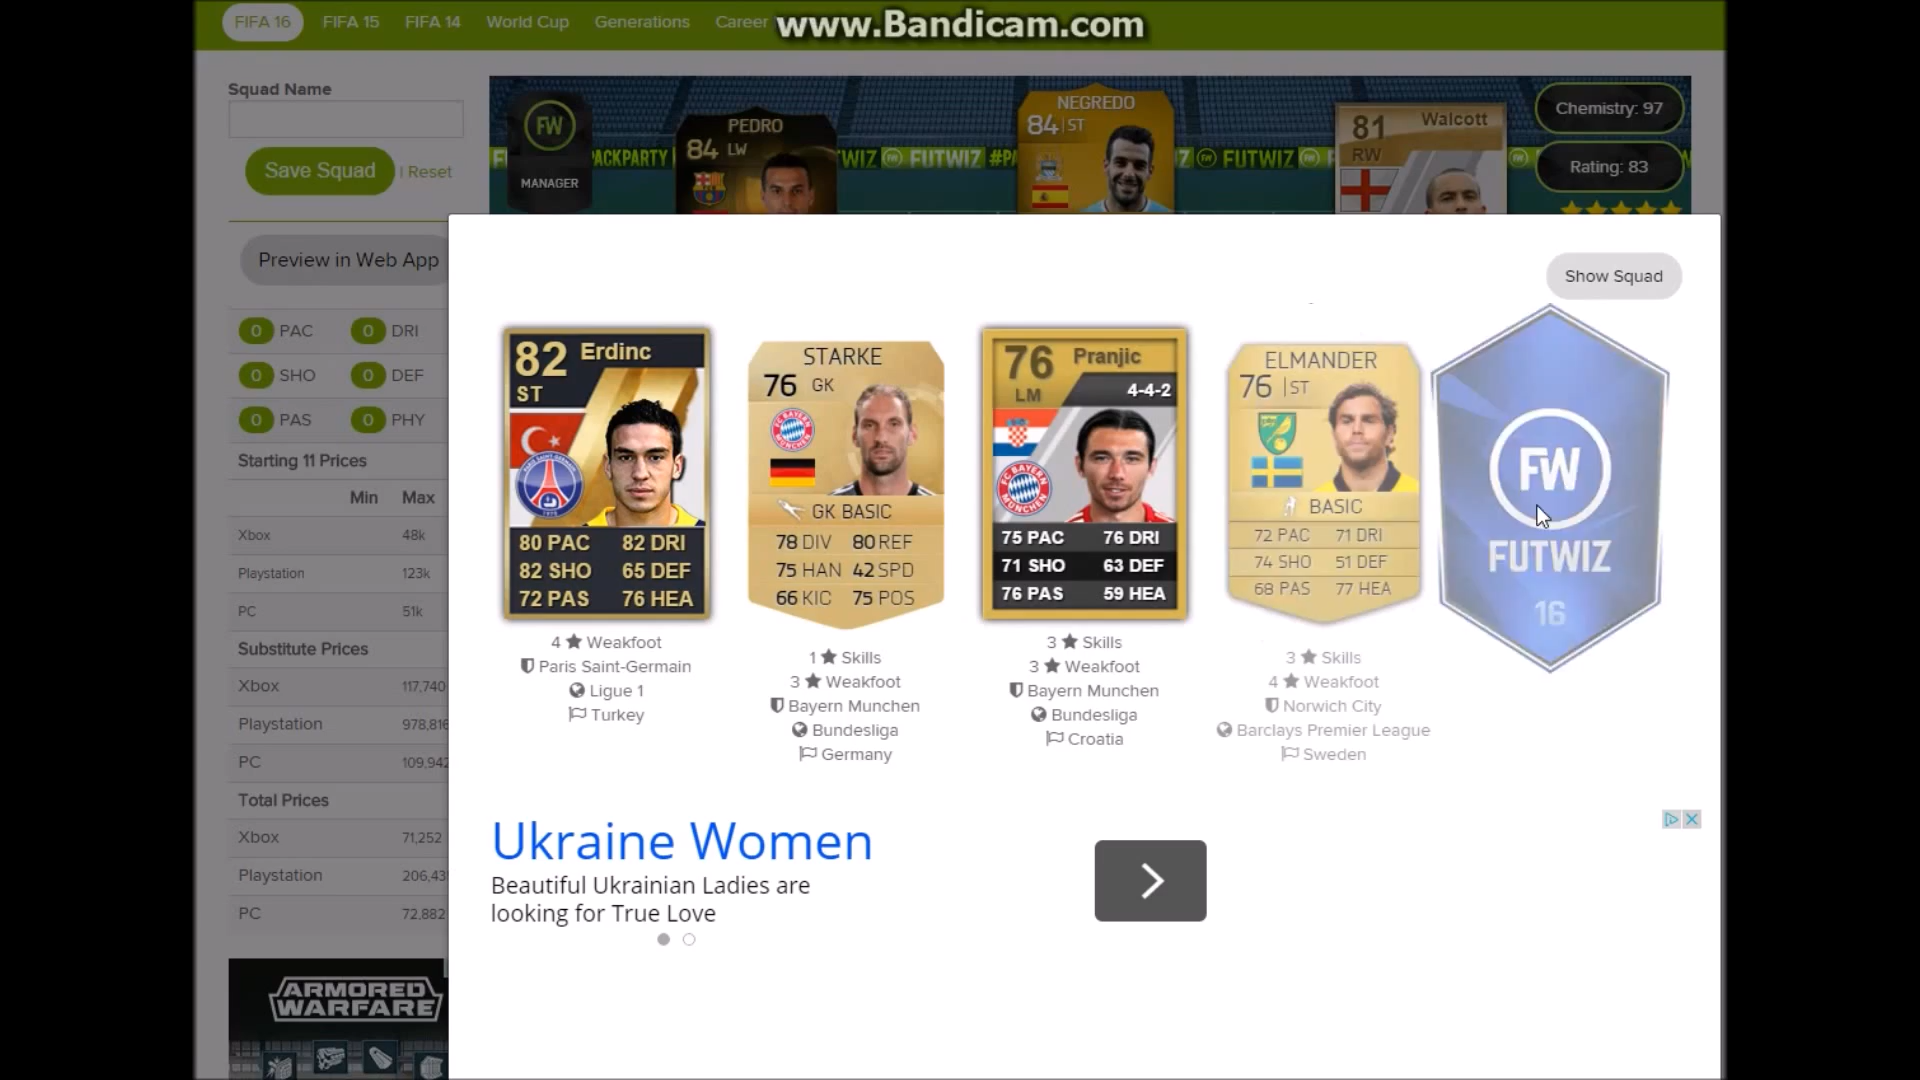 FIFA 16 FIFA 15 FIFA 14 World Cup Generations Career
www.Bandicam.com
Squad Name
Save Squad | Reset
Preview in Web App
0 PAC 0 DRI
0 SHO 0 DEF
0 PAS 0 PHY
Starting 11 Prices
Min Max
Xbox 48k
Playstation 123k
PC 51k
Substitute Prices
Xbox 117,740
Playstation 978,816
PC 109,942
Total Prices
Xbox 71,252
Playstation 206,43
PC 72,882
ARMORED
WARFARE
FW
MANAGER
PACKPARTY
PEDRO
84 LW
FUTWIZ
NEGREDO
84 ST
FUTWIZ
81 Walcott
RW
Chemistry: 97
Rating: 83
Show Squad
82 Erdinc
ST
80 PAC 82 DRI
82 SHO 65 DEF
72 PAS 76 HEA
4 ★ Weakfoot
Paris Saint-Germain
Ligue 1
Turkey
STARKE
76 GK
GK BASIC
78 DIV 80 REF
75 HAN 42 SPD
66 KIC 75 POS
1 ★ Skills
3 ★ Weakfoot
Bayern Munchen
Bundesliga
Germany
76 Pranjic
LM 4-4-2
75 PAC 76 DRI
71 SHO 63 DEF
76 PAS 59 HEA
3 ★ Skills
3 ★ Weakfoot
Bayern Munchen
Bundesliga
Croatia
ELMANDER
76 ST
BASIC
72 PAC 71 DRI
74 SHO 51 DEF
68 PAS 77 HEA
3 ★ Skills
4 ★ Weakfoot
Norwich City
Barclays Premier League
Sweden
FW
FUTWIZ
16
Ukraine Women
Beautiful Ukrainian Ladies are
looking for True Love